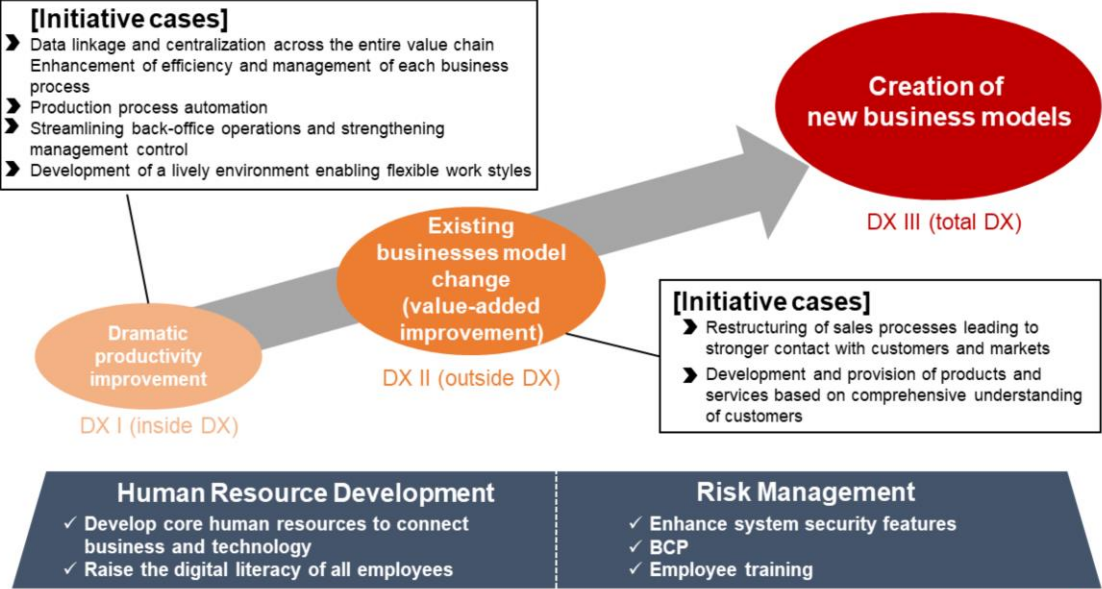 [Initiative cases]
Data linkage and centralization across the entire value chain
Enhancement of efficiency and management of each business
process
Production process automation
Streamlining back-office operations and strengthening
management control
Development of a lively environment enabling flexible work styles
Creation of
new business models
DX III (total DX)
Existing
businesses model
change
(value-added
improvement)
DX II (outside DX)
Dramatic
productivity
improvement
DX I (inside DX)
[Initiative cases]
Restructuring of sales processes leading to
stronger contact with customers and markets
Development and provision of products and
services based on comprehensive understanding
of customers
Human Resource Development
✓ Develop core human resources to connect
business and technology
✓ Raise the digital literacy of all employees
Risk Management
✓ Enhance system security features
✓ BCP
✓ Employee training